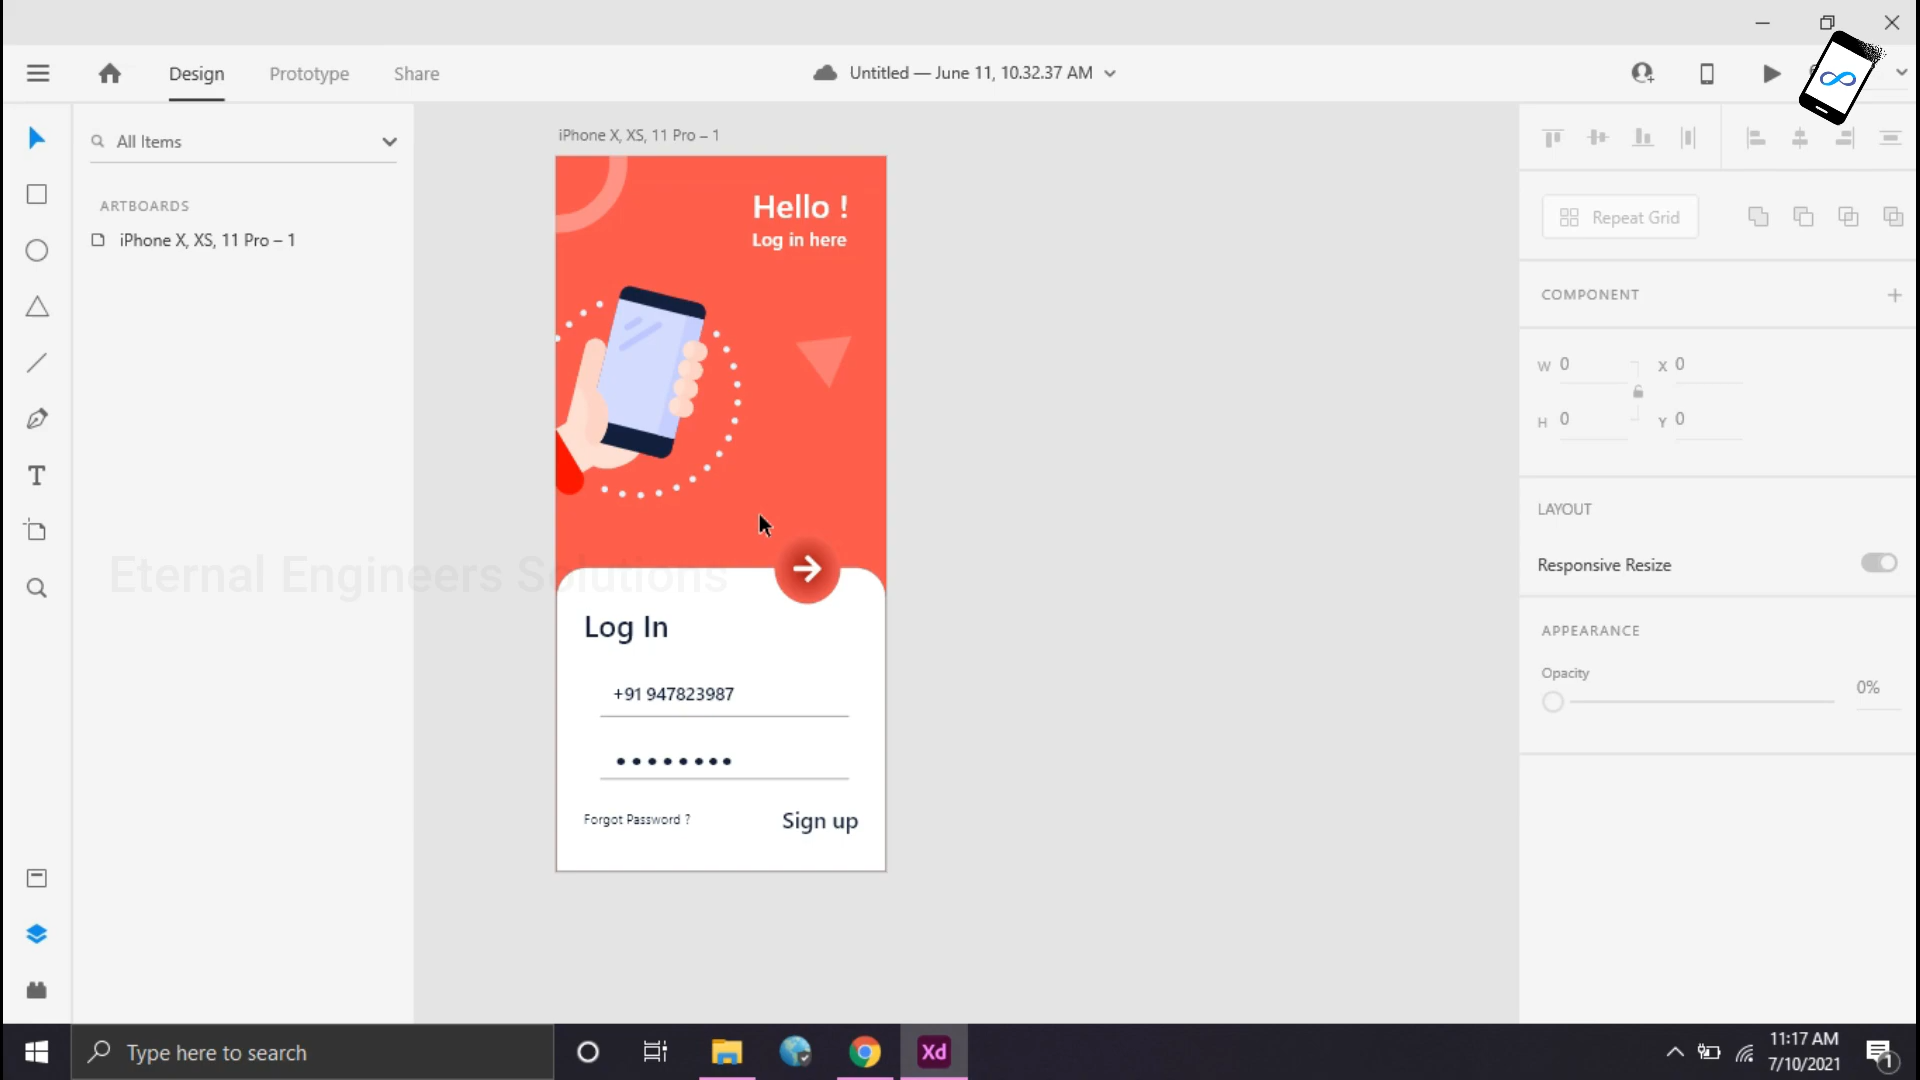 Design
Prototype
Share
Untitled — June 11, 10.32.37 AM
All Items
ARTBOARDS
iPhone X, XS, 11 Pro – 1
iPhone X, XS, 11 Pro – 1
Hello !
Log in here
Log In
+91 947823987
Forgot Password ?
Sign up
Eternal Engineers Solutions
Repeat Grid
COMPONENT
W 0
X 0
H 0
Y 0
LAYOUT
Responsive Resize
APPEARANCE
Opacity
0%
Type here to search
Xd
11:17 AM
7/10/2021
1